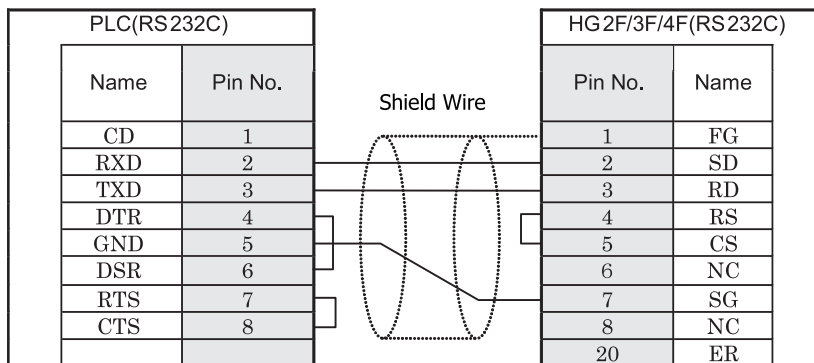 PLC(RS232C) HG2F/3F/4F(RS232C)
Name Pin No. Shield Wire Pin No. Name
CD 1 1 FG
RXD 2 2 SD
TXD 3 3 RD
DTR 4 4 RS
GND 5 5 CS
DSR 6 6 NC
RTS 7 7 SG
CTS 8 8 NC
20 ER